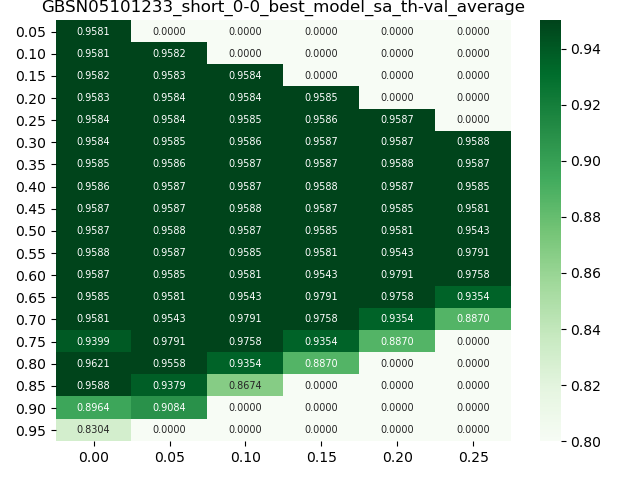 GBSN05101233_short_0-0_best_model_sa_th-val_average
0.05 0.9581 0.0000 0.0000 0.0000 0.0000 0.0000
0.10 0.9581 0.9582 0.0000 0.0000 0.0000 0.0000
0.15 0.9582 0.9583 0.9584 0.0000 0.0000 0.0000
0.20 0.9583 0.9584 0.9584 0.9585 0.0000 0.0000
0.25 0.9584 0.9584 0.9585 0.9586 0.9587 0.0000
0.30 0.9584 0.9585 0.9586 0.9587 0.9587 0.9588
0.35 0.9585 0.9586 0.9587 0.9587 0.9588 0.9587
0.40 0.9586 0.9587 0.9587 0.9588 0.9587 0.9585
0.45 0.9587 0.9587 0.9588 0.9587 0.9585 0.9581
0.50 0.9587 0.9588 0.9587 0.9585 0.9581 0.9543
0.55 0.9588 0.9587 0.9585 0.9581 0.9543 0.9791
0.60 0.9587 0.9585 0.9581 0.9543 0.9791 0.9758
0.65 0.9585 0.9581 0.9543 0.9791 0.9758 0.9354
0.70 0.9581 0.9543 0.9791 0.9758 0.9354 0.8870
0.75 0.9399 0.9791 0.9758 0.9354 0.8870 0.0000
0.80 0.9621 0.9558 0.9354 0.8870 0.0000 0.0000
0.85 0.9588 0.9379 0.8674 0.0000 0.0000 0.0000
0.90 0.8964 0.9084 0.0000 0.0000 0.0000 0.0000
0.95 0.8304 0.0000 0.0000 0.0000 0.0000 0.0000
0.00 0.05 0.10 0.15 0.20 0.25
0.94
0.92
0.90
0.88
0.86
0.84
0.82
0.80